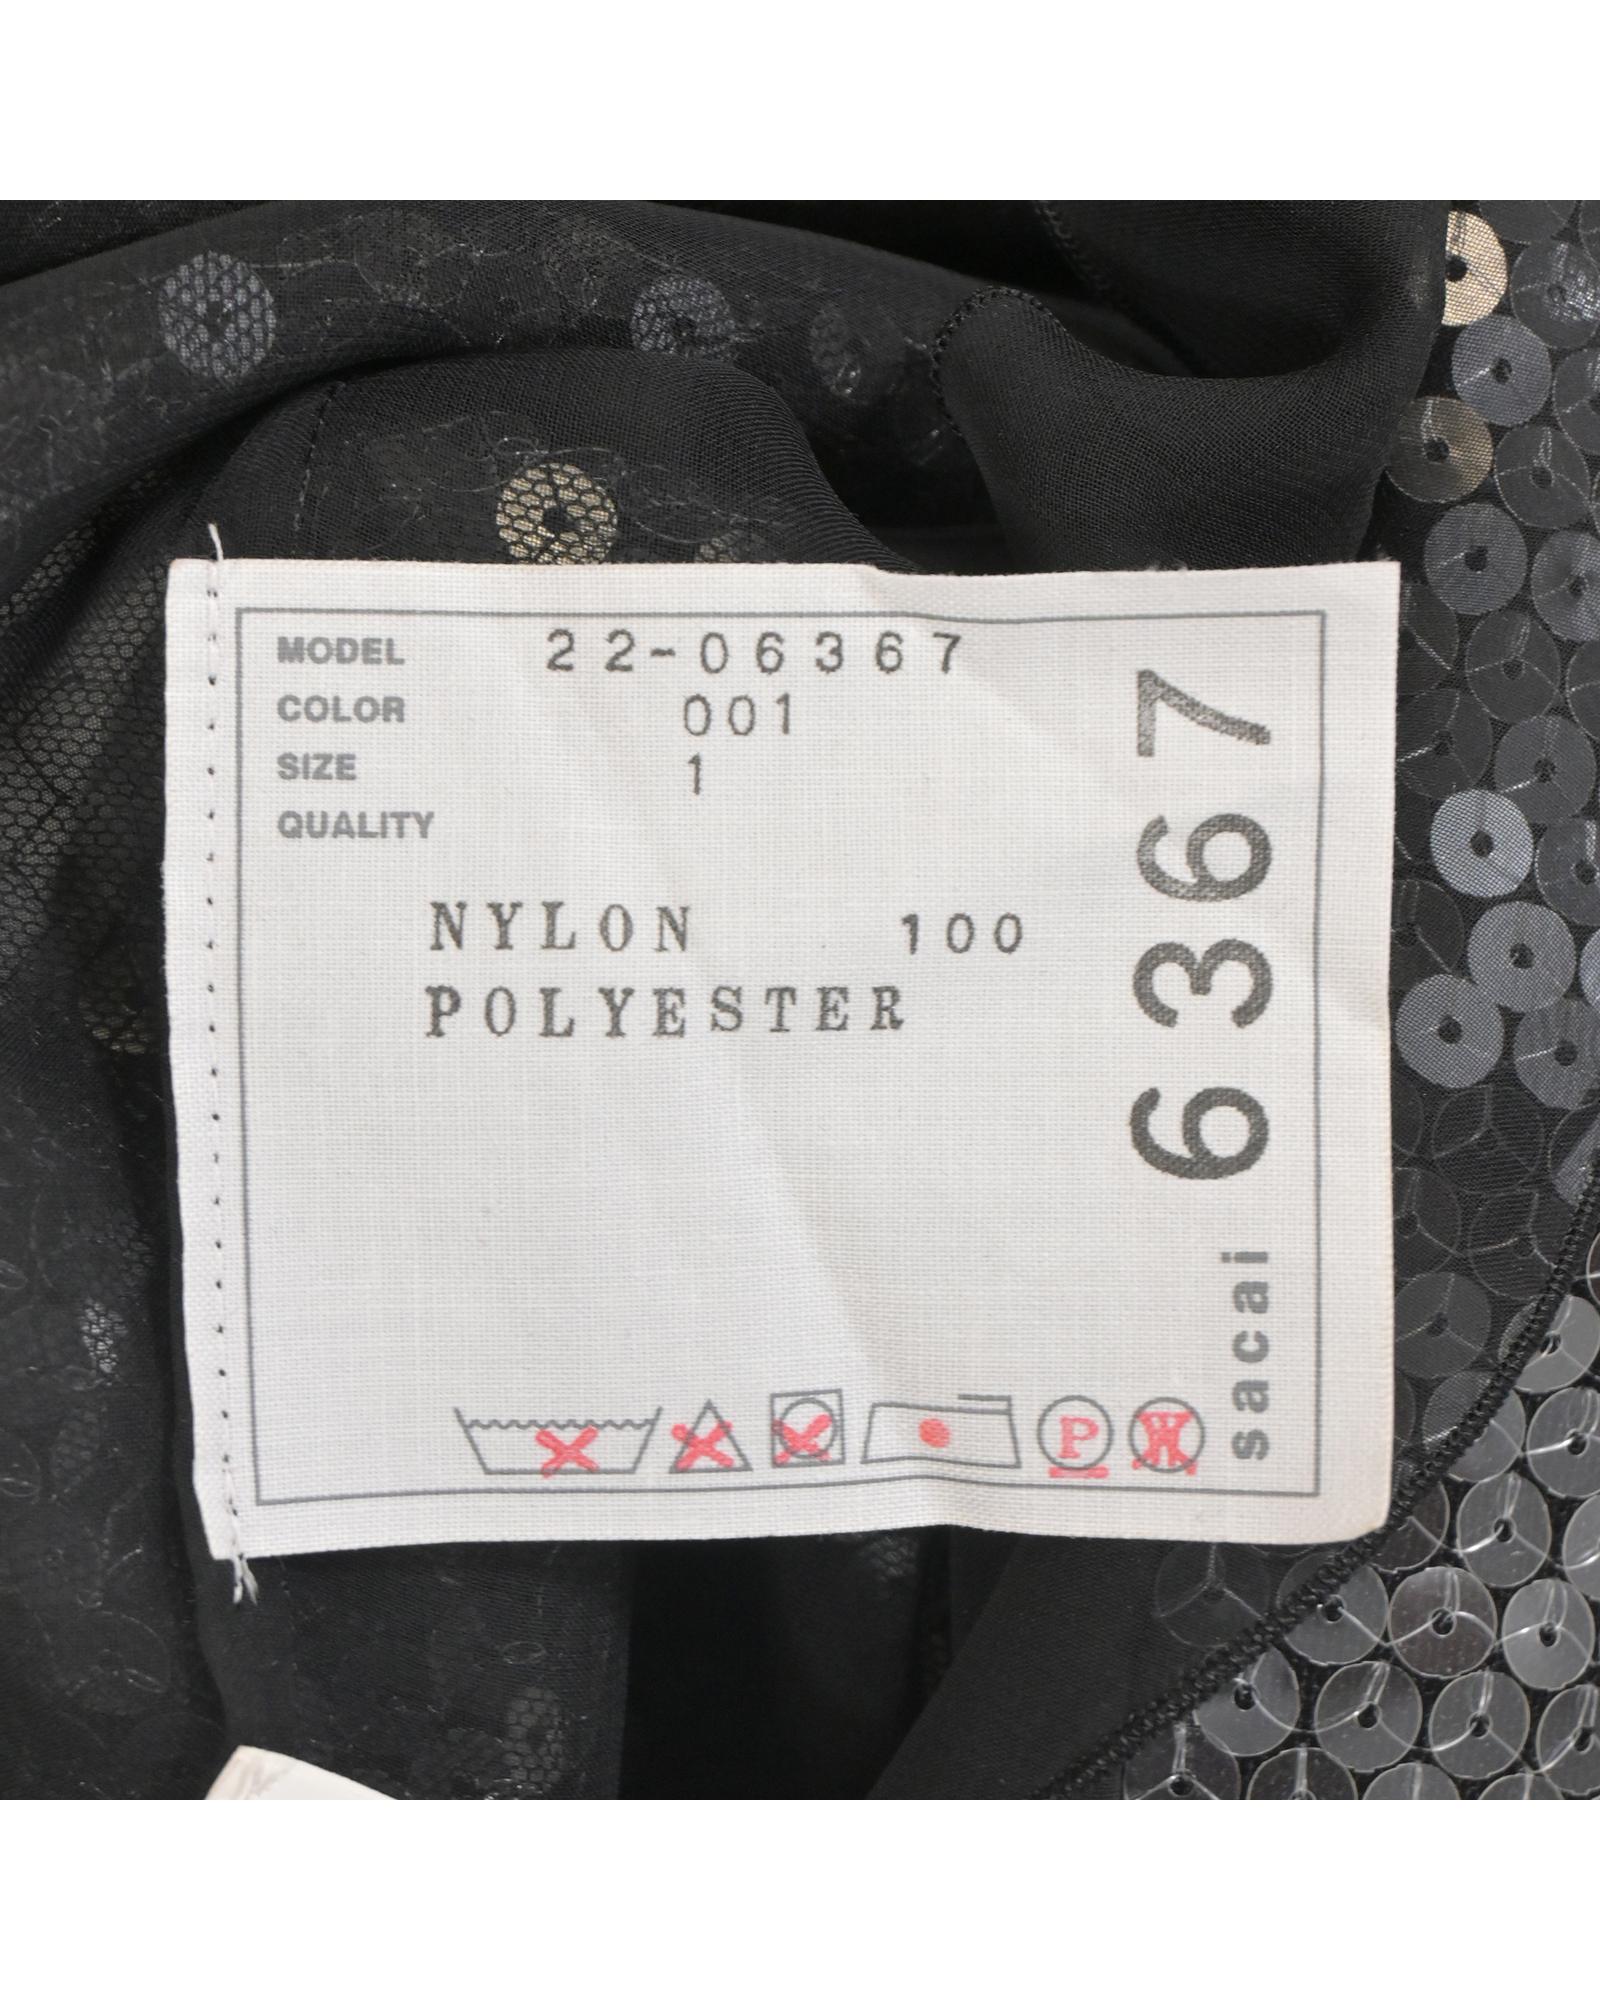 MODEL 22-06367
COLOR 001
SIZE 1
QUALITY
NYLON 100
POLYESTER
sacai 6367
P
W